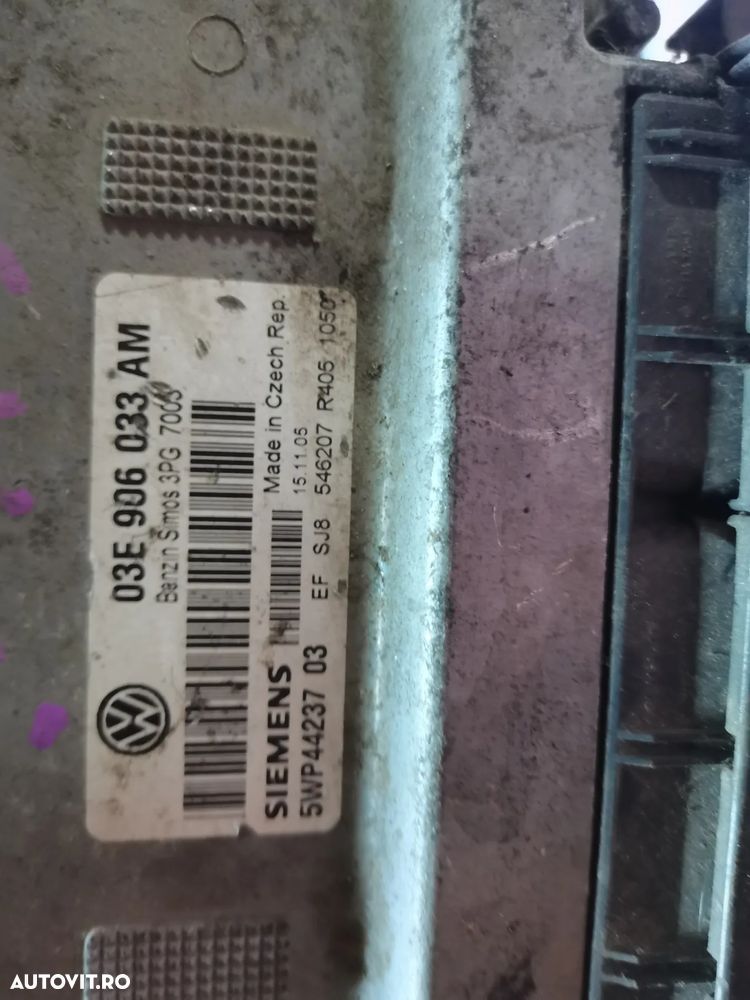 03E 906 033 AM
Benzin Simos 3PG 7003
SIEMENS
Made in Czech Rep.
15.11.05
5WP44237 03
EF SJ8 546207 R405 1050
AUTOVIT.RO